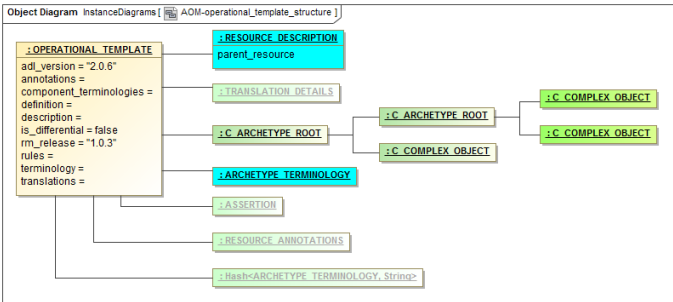 Object Diagram InstanceDiagrams [ AOM-operational_template_structure ]
: OPERATIONAL_TEMPLATE
adl_version = "2.0.6"
annotations =
component_terminologies =
definition =
description =
is_differential = false
rm_release = "1.0.3"
rules =
terminology =
translations =
: RESOURCE_DESCRIPTION
parent_resource
: TRANSLATION_DETAILS
: C_ARCHETYPE_ROOT
: C_ARCHETYPE_ROOT
: C_COMPLEX_OBJECT
: C_COMPLEX_OBJECT
: C_COMPLEX_OBJECT
: ARCHETYPE_TERMINOLOGY
: ASSERTION
: RESOURCE_ANNOTATIONS
: Hash<ARCHETYPE_TERMINOLOGY, String>